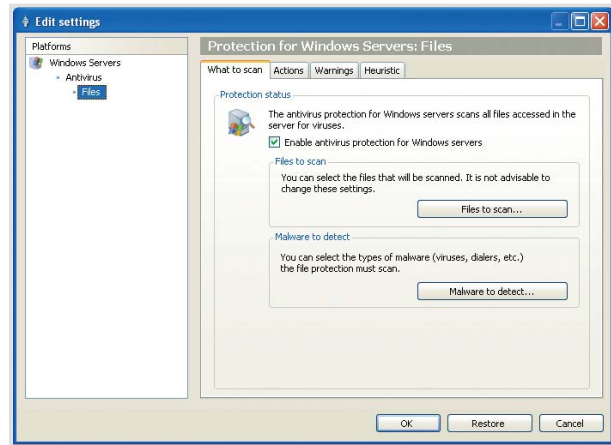 Edit settings
Platforms
Windows Servers
Antivirus
Files
Protection for Windows Servers: Files
What to scan Actions Warnings Heuristic
Protection status
The antivirus protection for Windows servers scans all files accessed in the
server for viruses.
Enable antivirus protection for Windows servers
Files to scan
You can select the files that will be scanned. It is not advisable to
change these settings.
Files to scan...
Malware to detect
You can select the types of malware (viruses, dialers, etc.)
the file protection must scan.
Malware to detect...
OK Restore Cancel